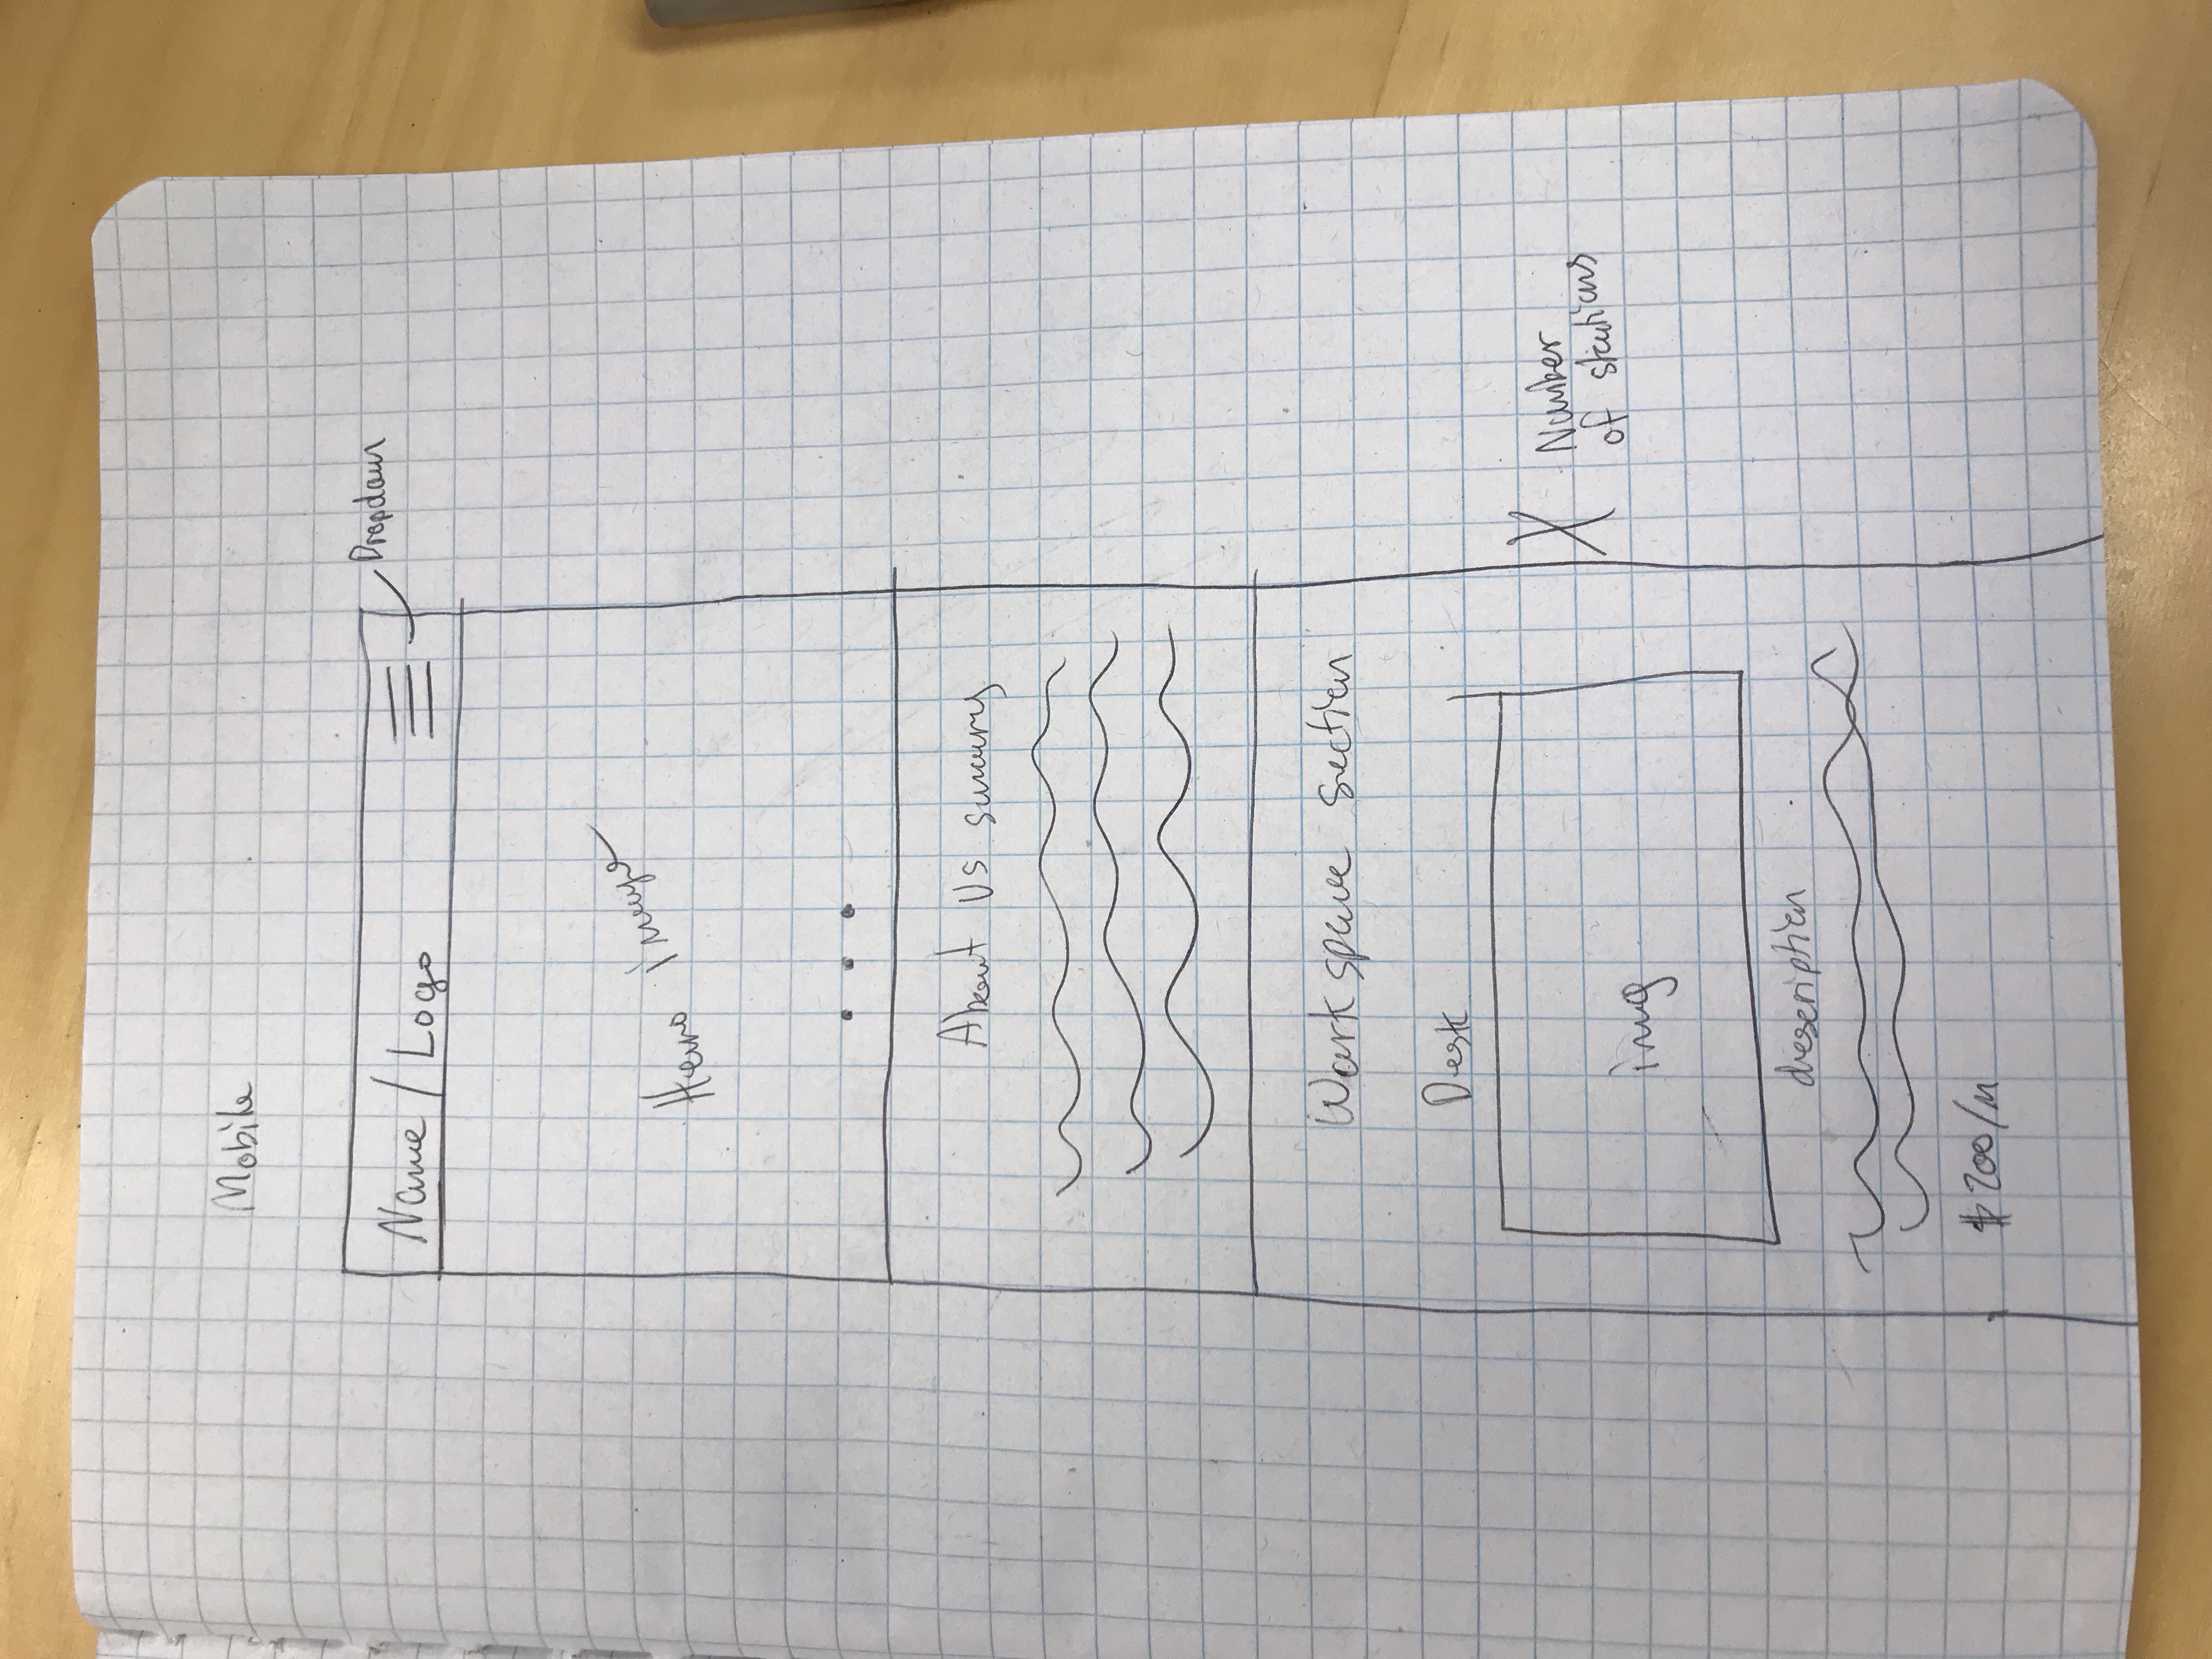 Mobile
Name / Logo
Dropdown
Hero image
About Us summary
Workspace section
Desk
img
X Number
of stations
description
$200/M